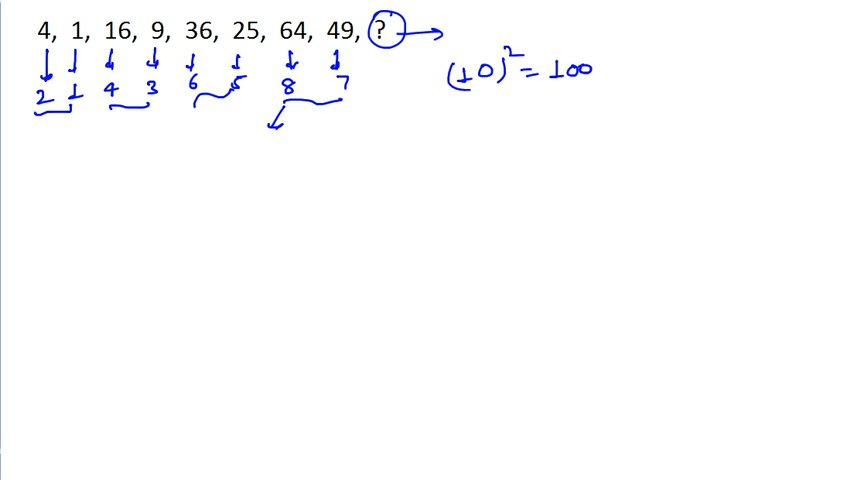 4, 1, 16, 9, 36, 25, 64, 49, ?
(10)² = 100
2 1 4 3 6 5 8 7